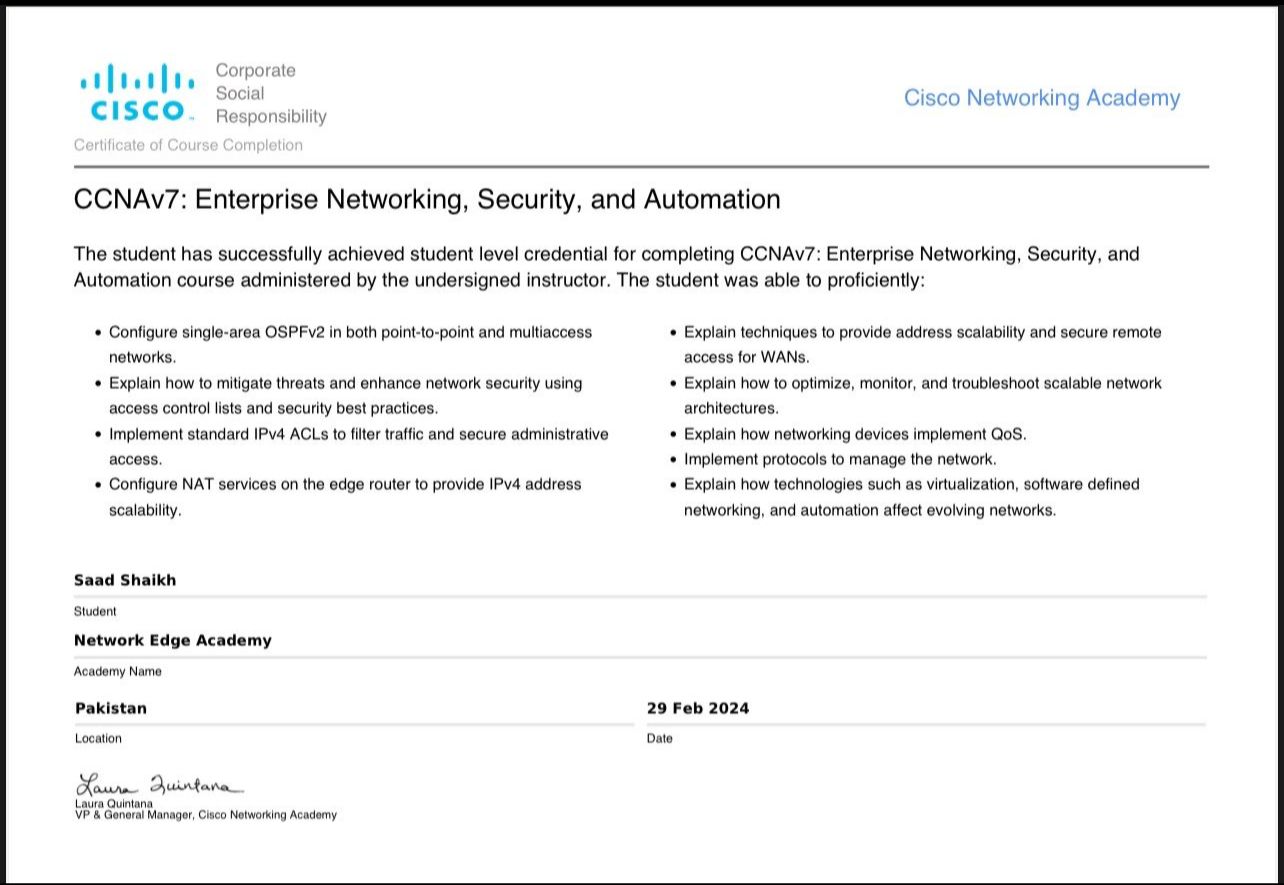 CISCO
Corporate
Social
Responsibility
Cisco Networking Academy
Certificate of Course Completion
CCNAv7: Enterprise Networking, Security, and Automation
The student has successfully achieved student level credential for completing CCNAv7: Enterprise Networking, Security, and
Automation course administered by the undersigned instructor. The student was able to proficiently:
• Configure single-area OSPFv2 in both point-to-point and multiaccess
networks.
• Explain how to mitigate threats and enhance network security using
access control lists and security best practices.
• Implement standard IPv4 ACLs to filter traffic and secure administrative
access.
• Configure NAT services on the edge router to provide IPv4 address
scalability.
• Explain techniques to provide address scalability and secure remote
access for WANs.
• Explain how to optimize, monitor, and troubleshoot scalable network
architectures.
• Explain how networking devices implement QoS.
• Implement protocols to manage the network.
• Explain how technologies such as virtualization, software defined
networking, and automation affect evolving networks.
Saad Shaikh
Student
Network Edge Academy
Academy Name
Pakistan
Location
29 Feb 2024
Date
Laura Quintana
Laura Quintana
VP & General Manager, Cisco Networking Academy